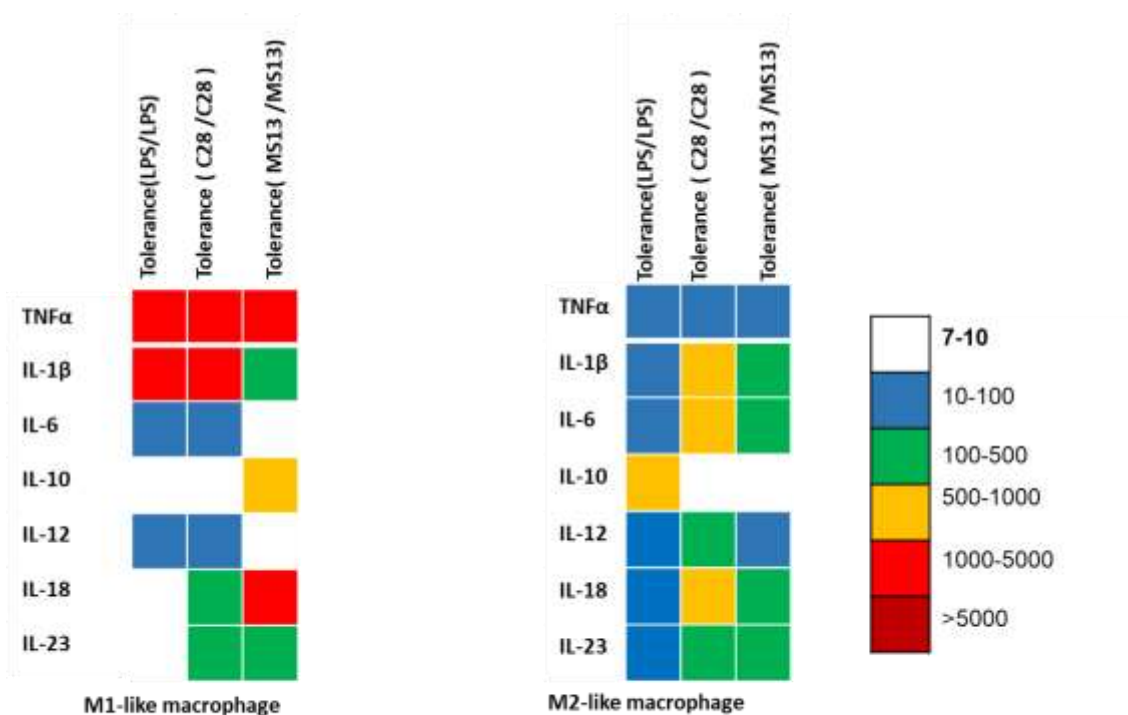 Tolerance(LPS/LPS)
Tolerance ( C28 /C28 )
Tolerance( MS13 /MS13)
TNFα
IL-1β
IL-6
IL-10
IL-12
IL-18
IL-23
M1-like macrophage
Tolerance(LPS/LPS)
Tolerance ( C28 /C28 )
Tolerance( MS13 /MS13)
TNFα
IL-1β
IL-6
IL-10
IL-12
IL-18
IL-23
M2-like macrophage
7-10
10-100
100-500
500-1000
1000-5000
>5000